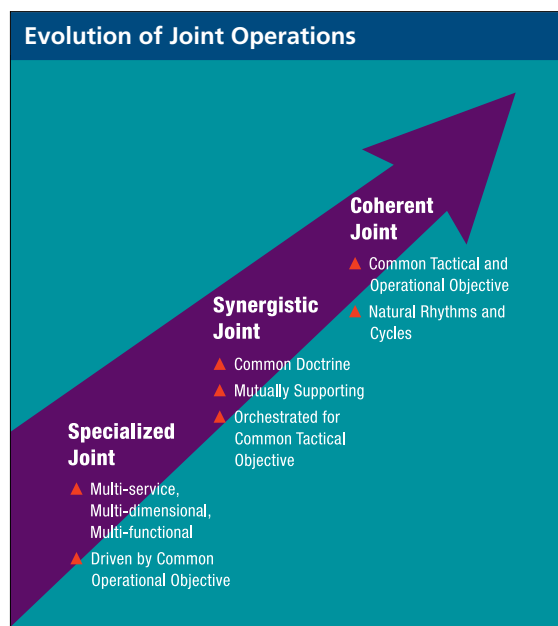 Evolution of Joint Operations
Coherent
Joint
Common Tactical and
Operational Objective
Natural Rhythms and
Cycles
Synergistic
Joint
Common Doctrine
Mutually Supporting
Orchestrated for
Common Tactical
Objective
Specialized
Joint
Multi-service,
Multi-dimensional,
Multi-functional
Driven by Common
Operational Objective